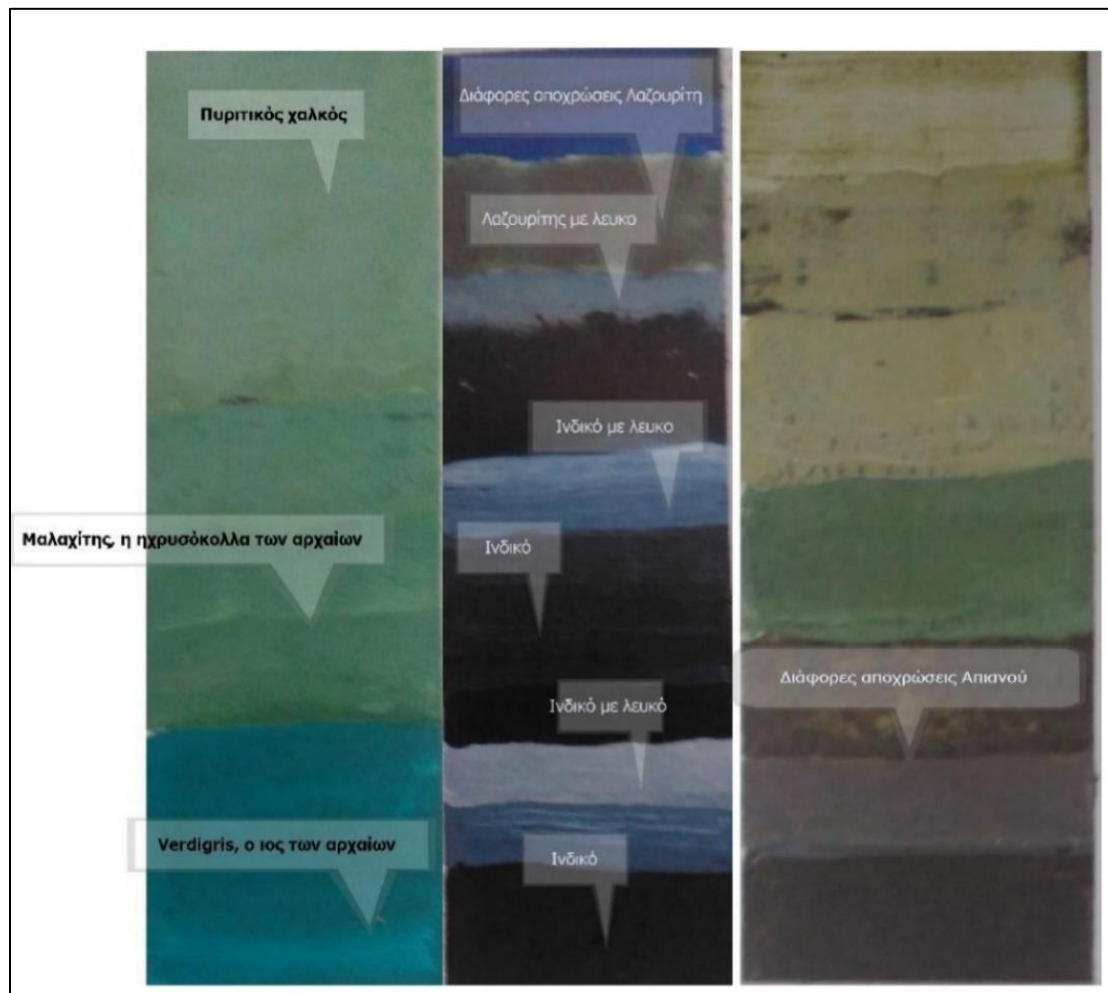 Πυριτικός χαλκός
Μαλαχίτης, η ηχρυσόκολλα των αρχαίων
Verdigris, ο ιος των αρχαίων
Διάφορες αποχρώσεις Λαζουρίτη
Λαζουρίτης με λευκο
Ινδικό με λευκο
Ινδικό
Ινδικό με λευκό
Ινδικό
Διάφορες αποχρώσεις Απιανού